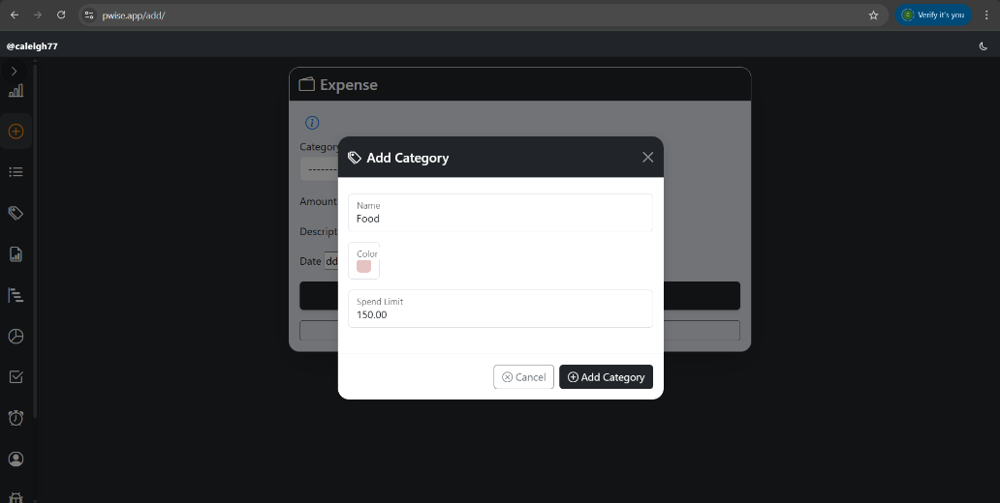 pwise.app/add/
Verify it's you
@caleigh77
Expense
Category
-------
Amount
Descript
Date dd
Add Category
Name
Food
Color
Spend Limit
150.00
Cancel
Add Category